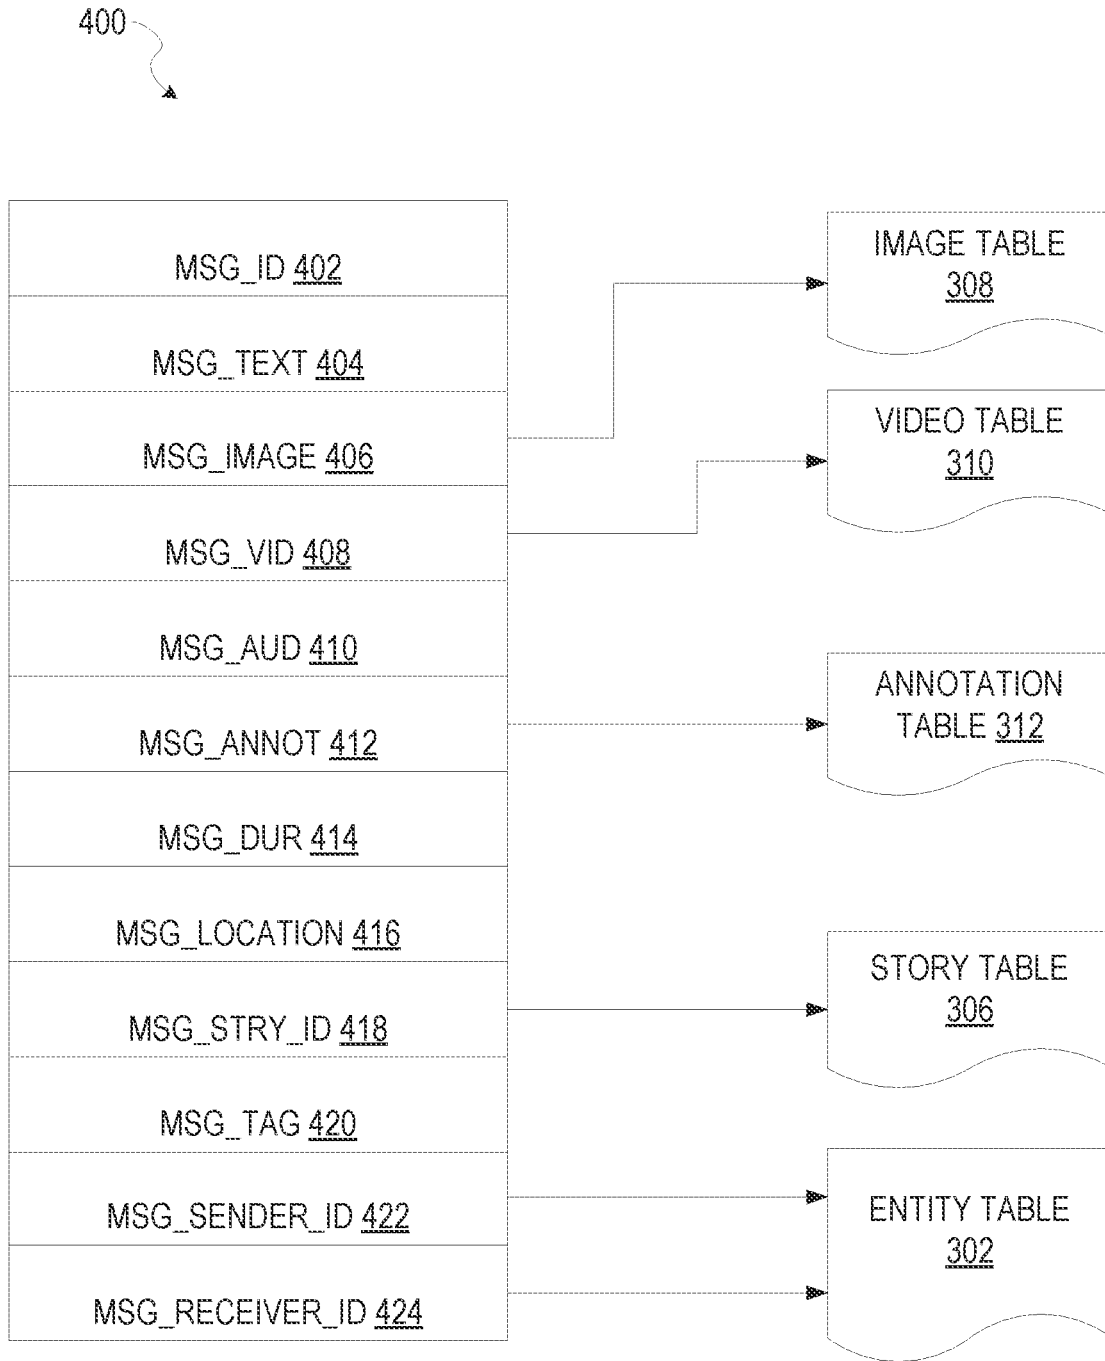 400
MSG_ID 402
MSG_TEXT 404
MSG_IMAGE 406
MSG_VID 408
MSG_AUD 410
MSG_ANNOT 412
MSG_DUR 414
MSG_LOCATION 416
MSG_STRY_ID 418
MSG_TAG 420
MSG_SENDER_ID 422
MSG_RECEIVER_ID 424
IMAGE TABLE
308
VIDEO TABLE
310
ANNOTATION
TABLE 312
STORY TABLE
306
ENTITY TABLE
302